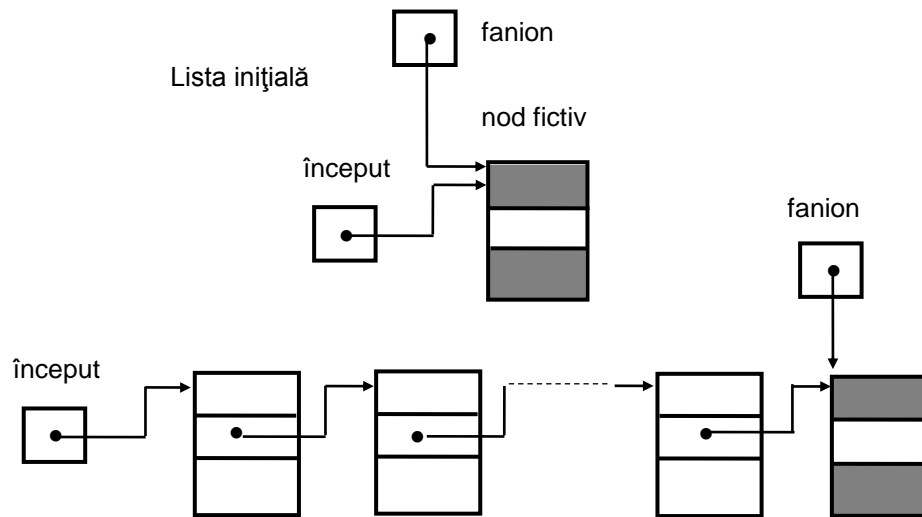 fanion
Lista iniţială
nod fictiv
început
fanion
început